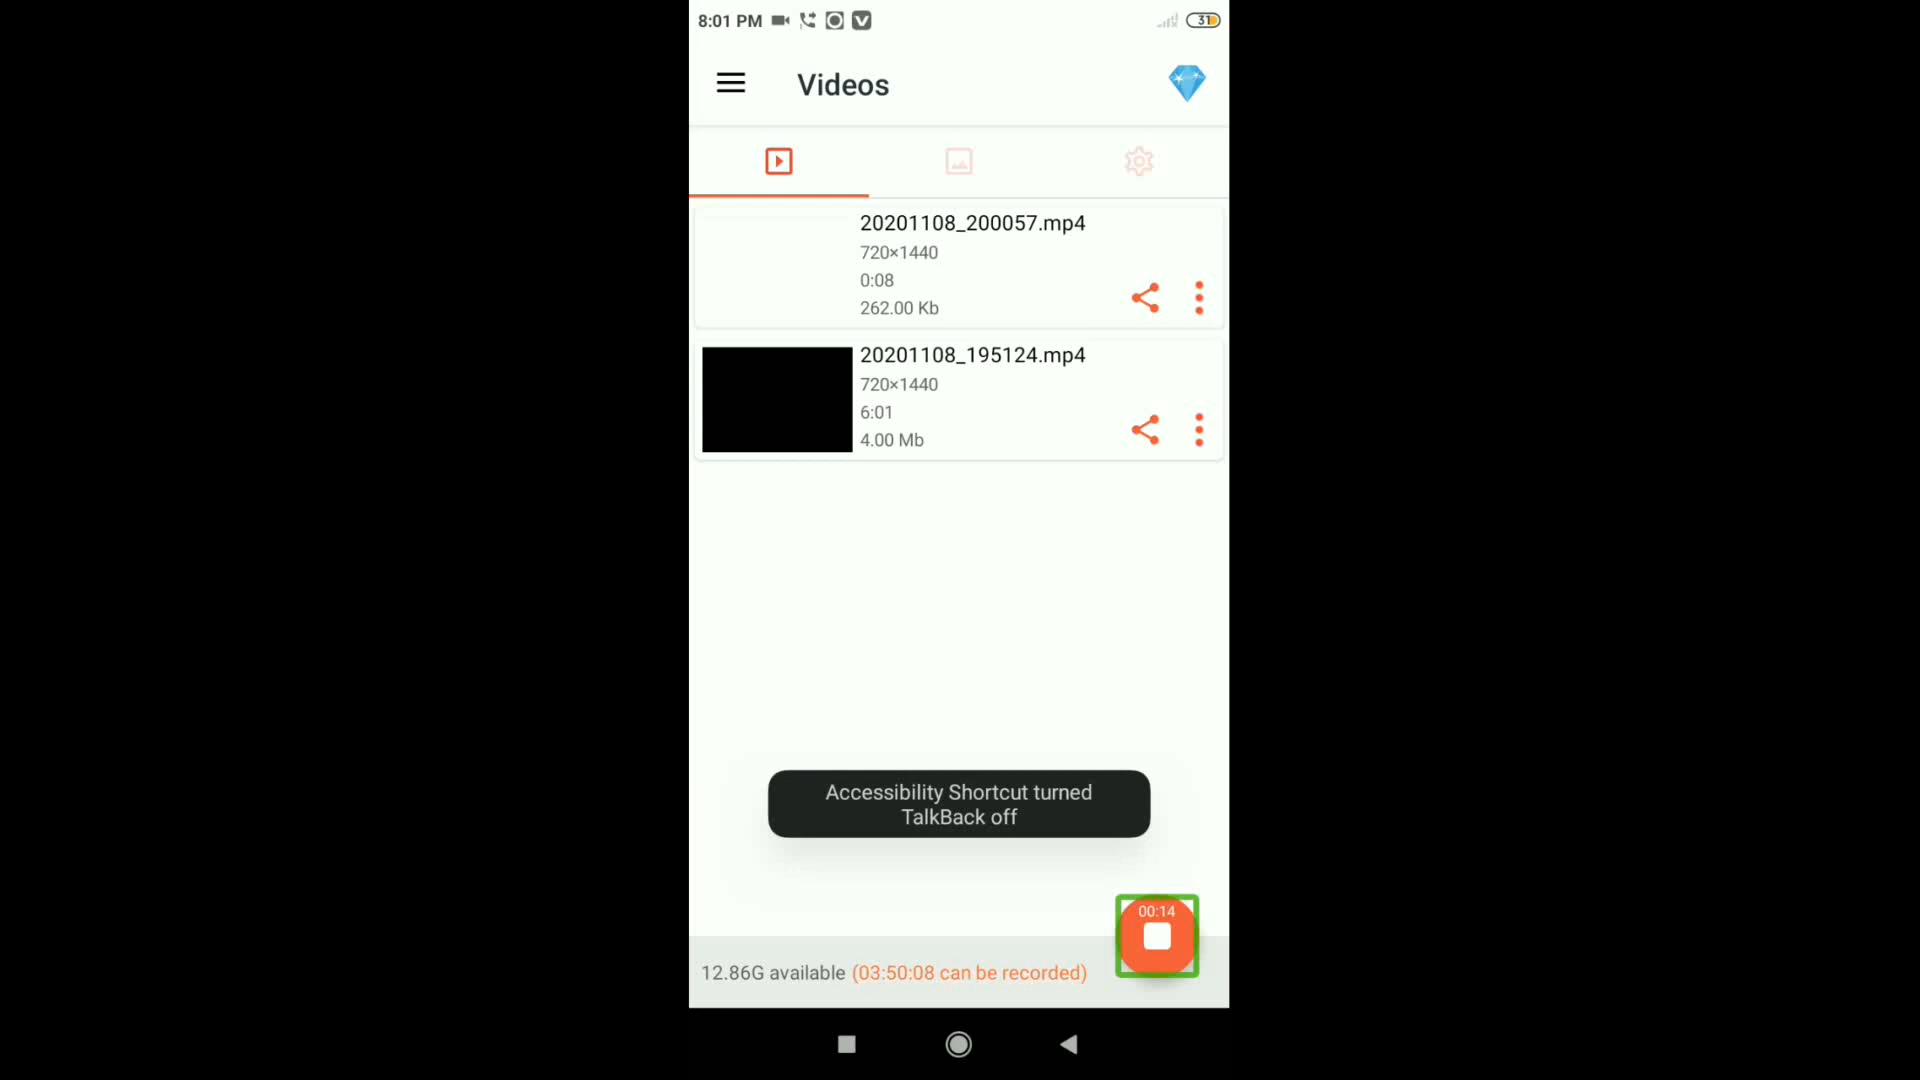 8:01 PM
31
Videos
20201108_200057.mp4
720×1440
0:08
262.00 Kb
20201108_195124.mp4
720×1440
6:01
4.00 Mb
Accessibility Shortcut turned
TalkBack off
00:14
12.86G available (03:50:08 can be recorded)